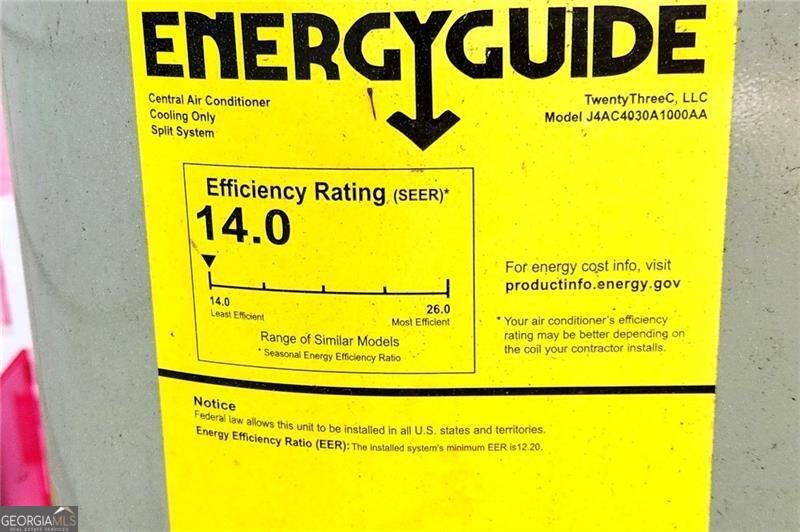 ENERGYGUIDE
Central Air Conditioner
Cooling Only
Split System
TwentyThreeC, LLC
Model J4AC4030A1000AA
Efficiency Rating (SEER)*
14.0
14.0
Least Efficient
26.0
Most Efficient
Range of Similar Models
* Seasonal Energy Efficiency Ratio
For energy cost info, visit
productinfo.energy.gov
* Your air conditioner's efficiency
rating may be better depending on
the coil your contractor installs.
Notice
Federal law allows this unit to be installed in all U.S. states and territories.
Energy Efficiency Ratio (EER): The installed system's minimum EER is12.20.
GEORGIAMLS
REAL ESTATE SERVICES